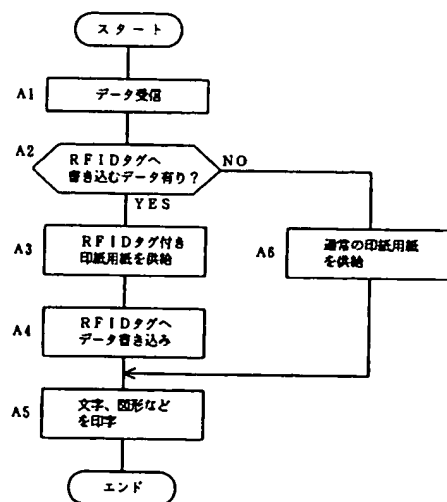 スタート
A1
データ受信
A2
RFIDタグへ
書き込むデータ有り？
NO
YES
A3
RFIDタグ付き
印紙用紙を供給
A6
通常の印紙用紙
を供給
A4
RFIDタグへ
データ書き込み
A5
文字、図形など
を印字
エンド